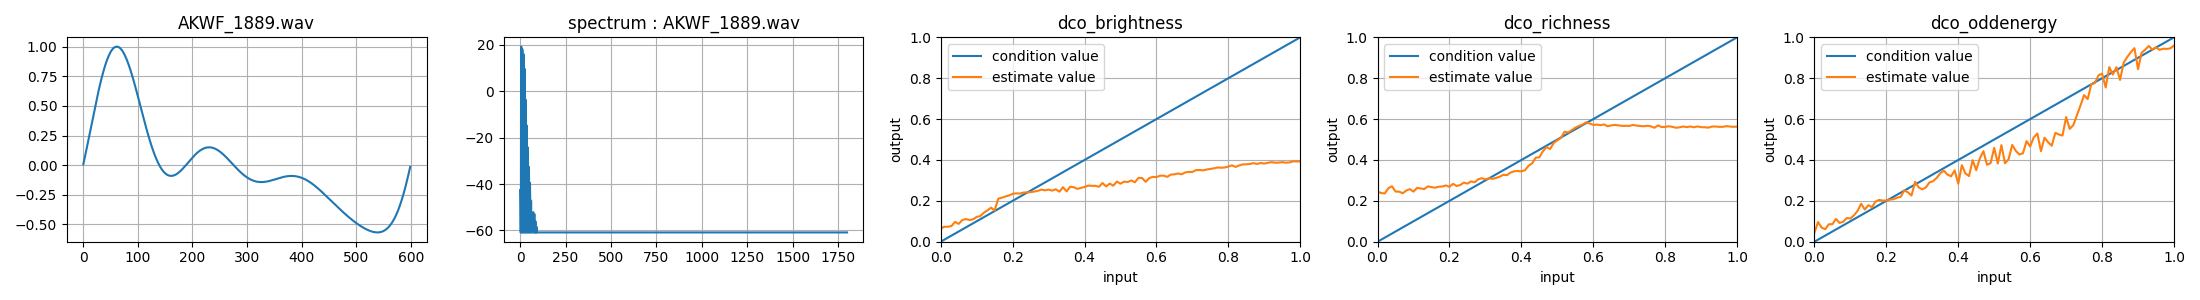 AKWF_1889.wav
1.00
0.75
0.50
0.25
0.00
−0.25
−0.50
0 100 200 300 400 500 600
spectrum : AKWF_1889.wav
20
0
−20
−40
−60
0 250 500 750 1000 1250 1500 1750
dco_brightness
condition value
estimate value
output
1.0
0.8
0.6
0.4
0.2
0.0
0.0 0.2 0.4 0.6 0.8 1.0
input
dco_richness
condition value
estimate value
output
1.0
0.8
0.6
0.4
0.2
0.0
0.0 0.2 0.4 0.6 0.8 1.0
input
dco_oddenergy
condition value
estimate value
output
1.0
0.8
0.6
0.4
0.2
0.0
0.0 0.2 0.4 0.6 0.8 1.0
input